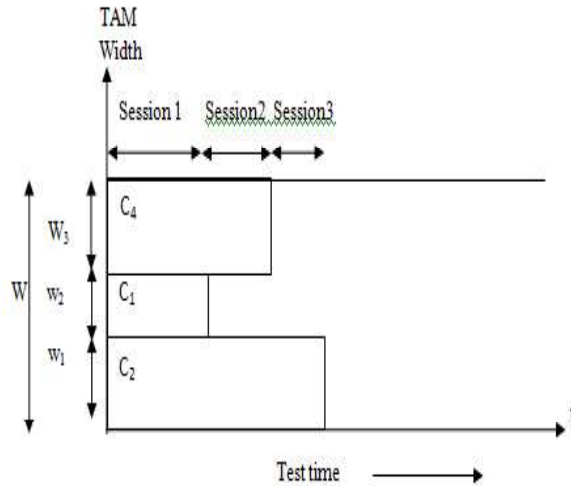 TAM
Width
Session 1 Session2 Session3
C4
W3
C1
W
w2
w1
C2
Test time